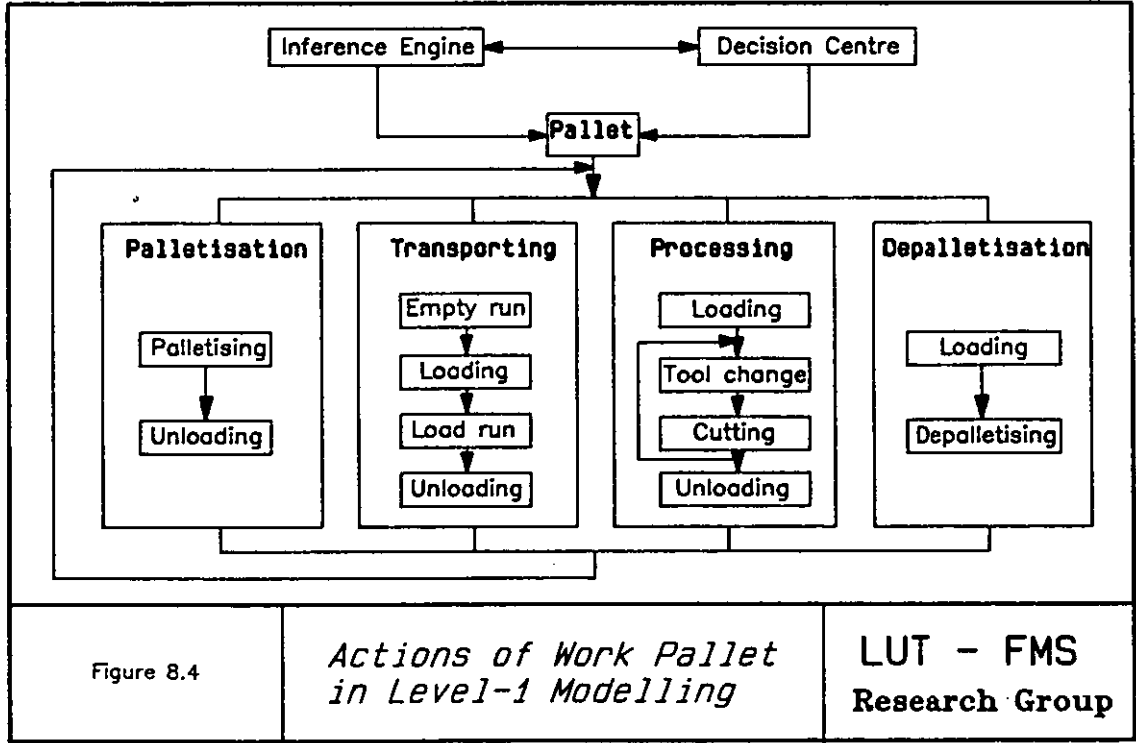 Inference Engine
Decision Centre
Pallet
Palletisation
Palletising
Unloading
Transporting
Empty run
Loading
Load run
Unloading
Processing
Loading
Tool change
Cutting
Unloading
Depalletisation
Loading
Depalletising
Figure 8.4
Actions of Work Pallet
in Level-1 Modelling
LUT - FMS
Research Group